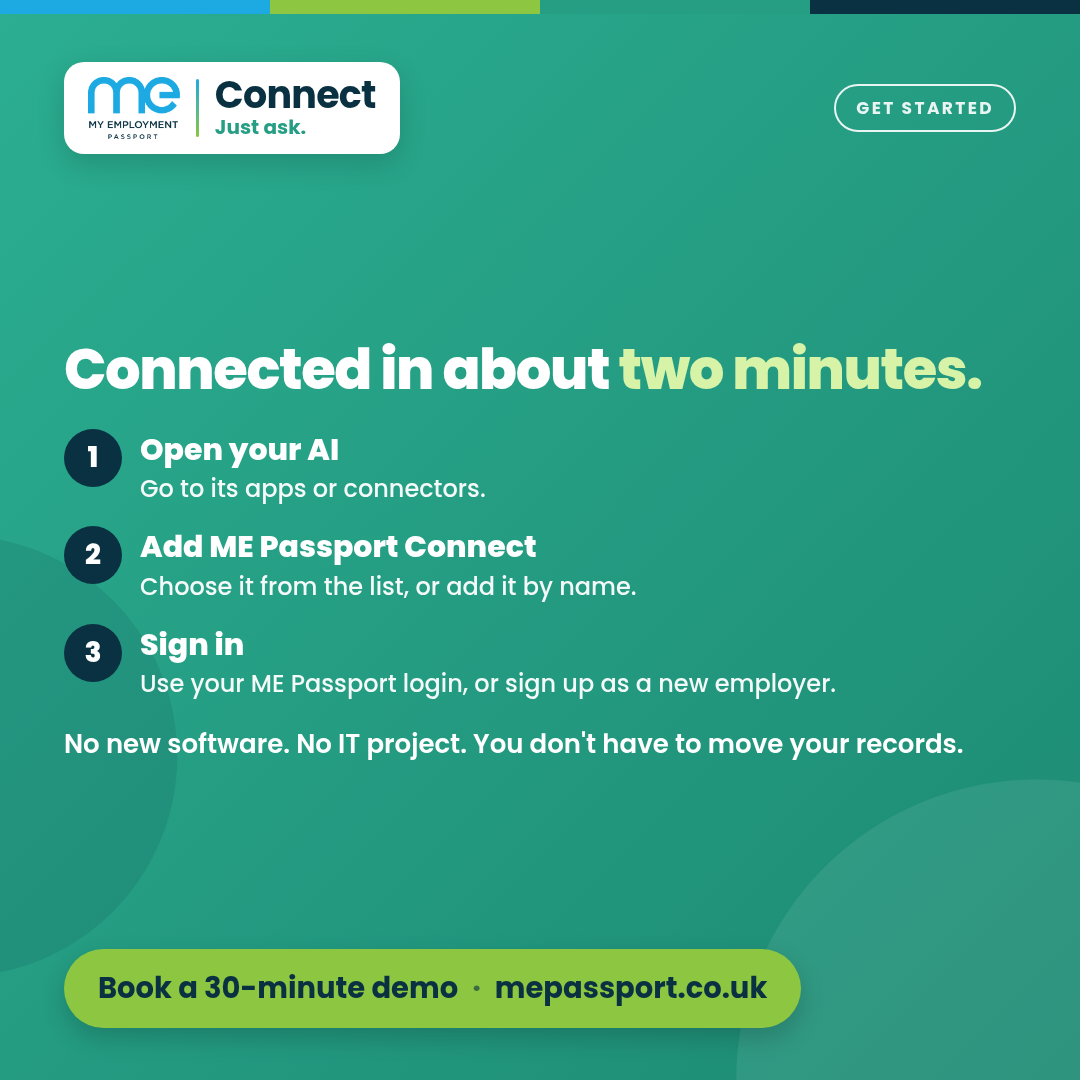 me
MY EMPLOYMENT
PASSPORT
Connect
Just ask.
GET STARTED
Connected in about two minutes.
1
Open your AI
Go to its apps or connectors.
2
Add ME Passport Connect
Choose it from the list, or add it by name.
3
Sign in
Use your ME Passport login, or sign up as a new employer.
No new software. No IT project. You don't have to move your records.
Book a 30-minute demo · mepassport.co.uk